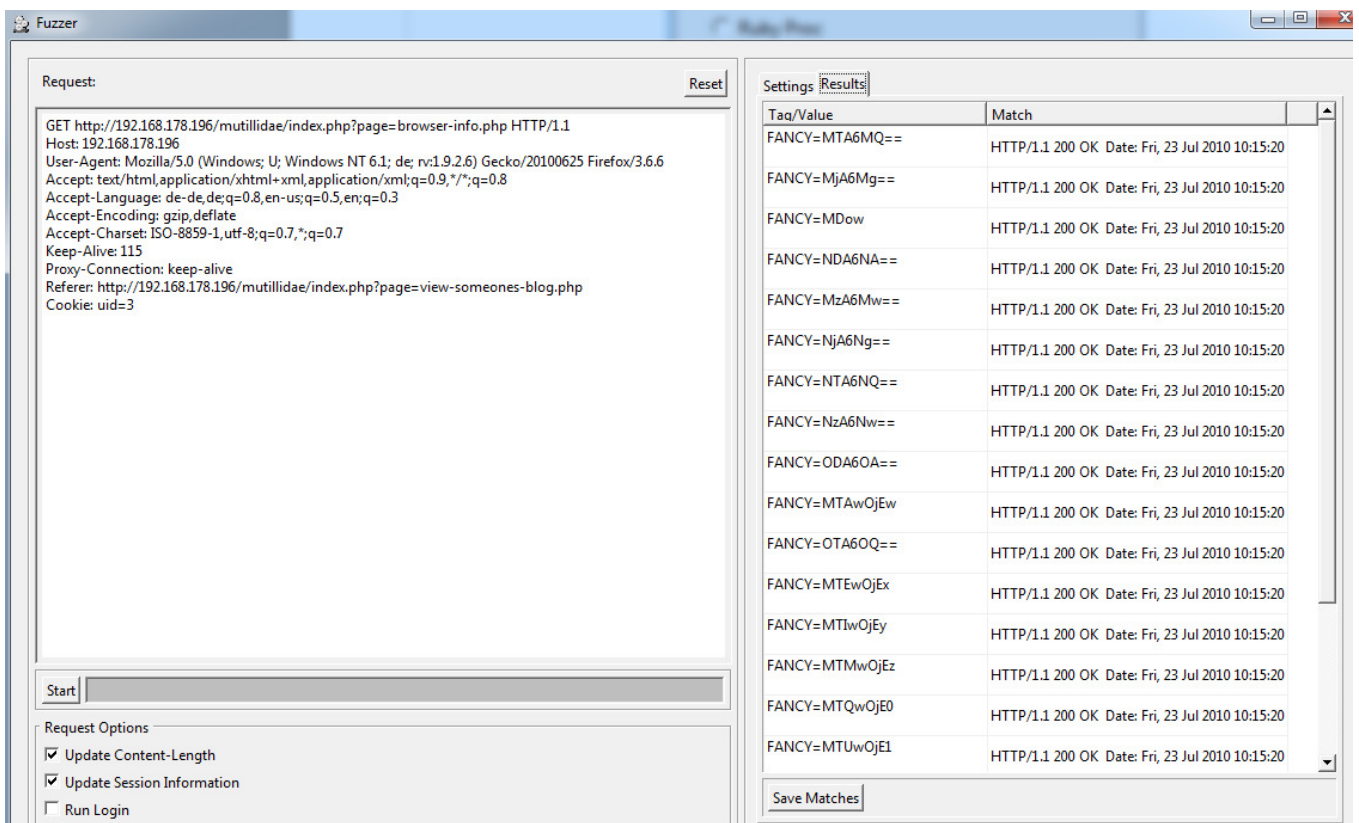 Fuzzer
Ruby Proc
Request:
Reset
GET http://192.168.178.196/mutillidae/index.php?page=browser-info.php HTTP/1.1
Host: 192.168.178.196
User-Agent: Mozilla/5.0 (Windows; U; Windows NT 6.1; de; rv:1.9.2.6) Gecko/20100625 Firefox/3.6.6
Accept: text/html,application/xhtml+xml,application/xml;q=0.9,*/*;q=0.8
Accept-Language: de-de,de;q=0.8,en-us;q=0.5,en;q=0.3
Accept-Encoding: gzip,deflate
Accept-Charset: ISO-8859-1,utf-8;q=0.7,*;q=0.7
Keep-Alive: 115
Proxy-Connection: keep-alive
Referer: http://192.168.178.196/mutillidae/index.php?page=view-someones-blog.php
Cookie: uid=3
Start
Request Options
Update Content-Length
Update Session Information
Run Login
Settings Results
Tag/Value Match
FANCY=MTA6MQ== HTTP/1.1 200 OK Date: Fri, 23 Jul 2010 10:15:20
FANCY=MjA6Mg== HTTP/1.1 200 OK Date: Fri, 23 Jul 2010 10:15:20
FANCY=MDow HTTP/1.1 200 OK Date: Fri, 23 Jul 2010 10:15:20
FANCY=NDA6NA== HTTP/1.1 200 OK Date: Fri, 23 Jul 2010 10:15:20
FANCY=MzA6Mw== HTTP/1.1 200 OK Date: Fri, 23 Jul 2010 10:15:20
FANCY=NjA6Ng== HTTP/1.1 200 OK Date: Fri, 23 Jul 2010 10:15:20
FANCY=NTA6NQ== HTTP/1.1 200 OK Date: Fri, 23 Jul 2010 10:15:20
FANCY=NzA6Nw== HTTP/1.1 200 OK Date: Fri, 23 Jul 2010 10:15:20
FANCY=ODA6OA== HTTP/1.1 200 OK Date: Fri, 23 Jul 2010 10:15:20
FANCY=MTAwOjEw HTTP/1.1 200 OK Date: Fri, 23 Jul 2010 10:15:20
FANCY=OTA6OQ== HTTP/1.1 200 OK Date: Fri, 23 Jul 2010 10:15:20
FANCY=MTEwOjEx HTTP/1.1 200 OK Date: Fri, 23 Jul 2010 10:15:20
FANCY=MTIwOjEy HTTP/1.1 200 OK Date: Fri, 23 Jul 2010 10:15:20
FANCY=MTMwOjEz HTTP/1.1 200 OK Date: Fri, 23 Jul 2010 10:15:20
FANCY=MTQwOjE0 HTTP/1.1 200 OK Date: Fri, 23 Jul 2010 10:15:20
FANCY=MTUwOjE1 HTTP/1.1 200 OK Date: Fri, 23 Jul 2010 10:15:20
Save Matches